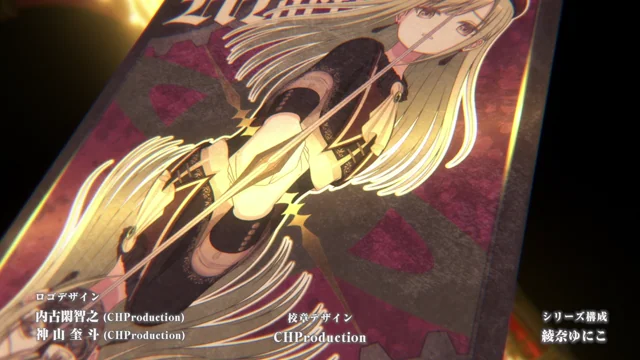 ロゴデザイン
内古閑智之 (CHProduction)
神山奎斗 (CHProduction)
校章デザイン
CHProduction
シリーズ構成
綾奈ゆにこ